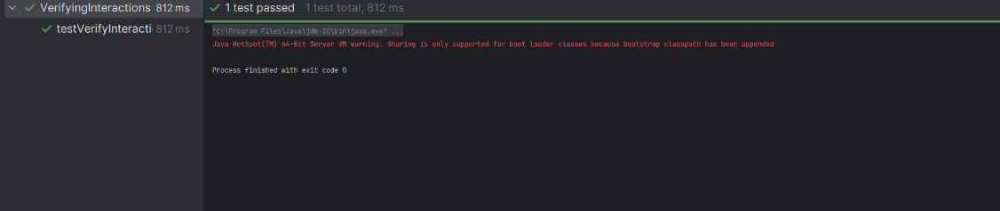 VerifyingInteractions 812 ms
testVerifyInteracti 812 ms
1 test passed 1 test total, 812 ms
"C:\Program Files\Java\jdk-20\bin\java.exe" ...
Java HotSpot(TM) 64-Bit Server VM warning: Sharing is only supported for boot loader classes because bootstrap classpath has been appended
Process finished with exit code 0